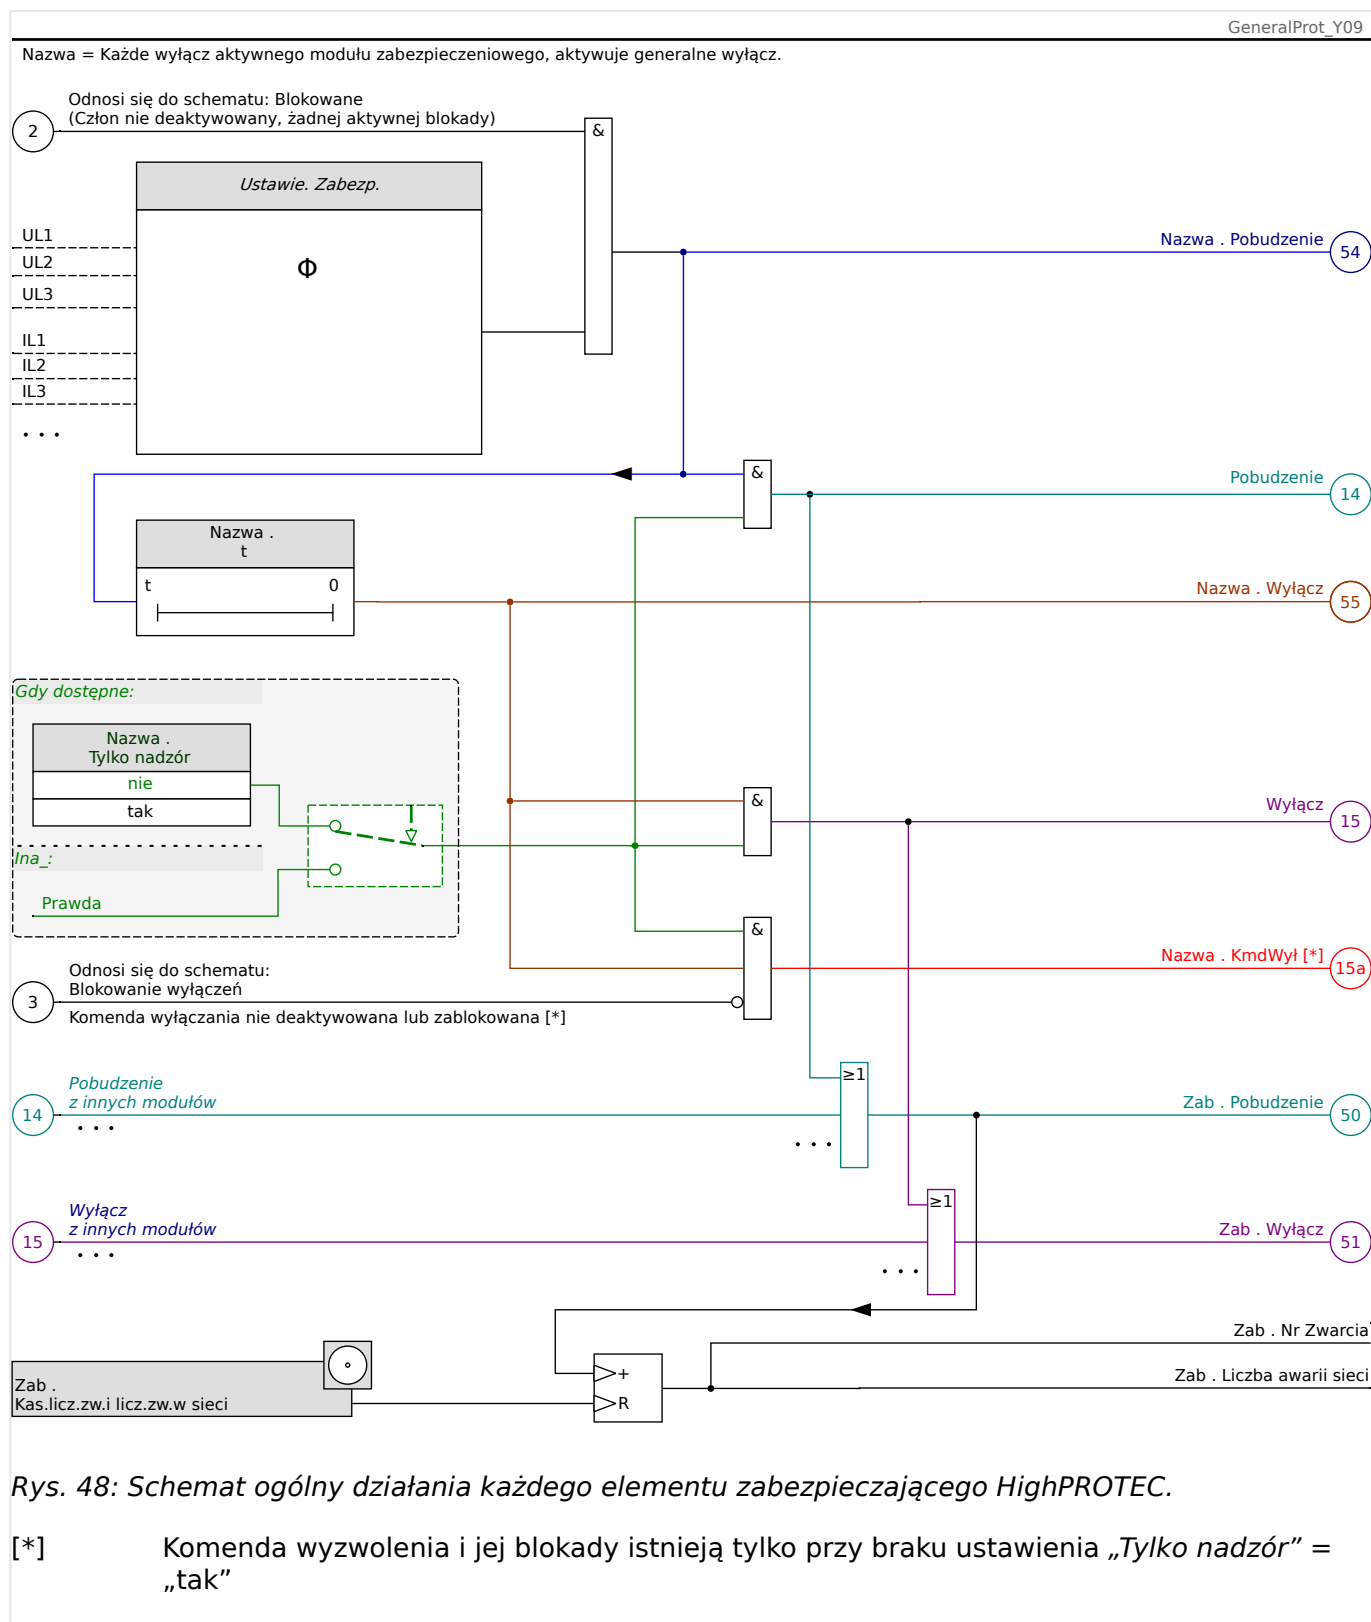 GeneralProt_Y09
Nazwa = Każde wyłącz aktywnego modułu zabezpieczeniowego, aktywuje generalne wyłącz.
Odnosi się do schematu: Blokowane
(Człon nie deaktywowany, żadnej aktywnej blokady)
2
&
Ustawie. Zabezp.
UL1
UL2
UL3
IL1
IL2
IL3
. . .
Φ
Nazwa . Pobudzenie
54
&
Pobudzenie
14
Nazwa .
t
t 0
Nazwa . Wyłącz
55
Gdy dostępne:
Nazwa .
Tylko nadzór
nie
tak
Ina_:
Prawda
&
Wyłącz
15
&
Nazwa . KmdWył [*]
15a
Odnosi się do schematu:
Blokowanie wyłączeń
3
Komenda wyłączania nie deaktywowana lub zablokowana [*]
Pobudzenie
z innych modułów
14
. . .
≥1
. . .
Zab . Pobudzenie
50
Wyłącz
z innych modułów
15
. . .
≥1
. . .
Zab . Wyłącz
51
Zab . Nr Zwarcia
Zab . Liczba awarii sieci
Zab .
Kas.licz.zw.i licz.zw.w sieci
+
R
Rys. 48: Schemat ogólny działania każdego elementu zabezpieczającego HighPROTEC.
[*] Komenda wyzwolenia i jej blokady istnieją tylko przy braku ustawienia „Tylko nadzór” =
„tak”